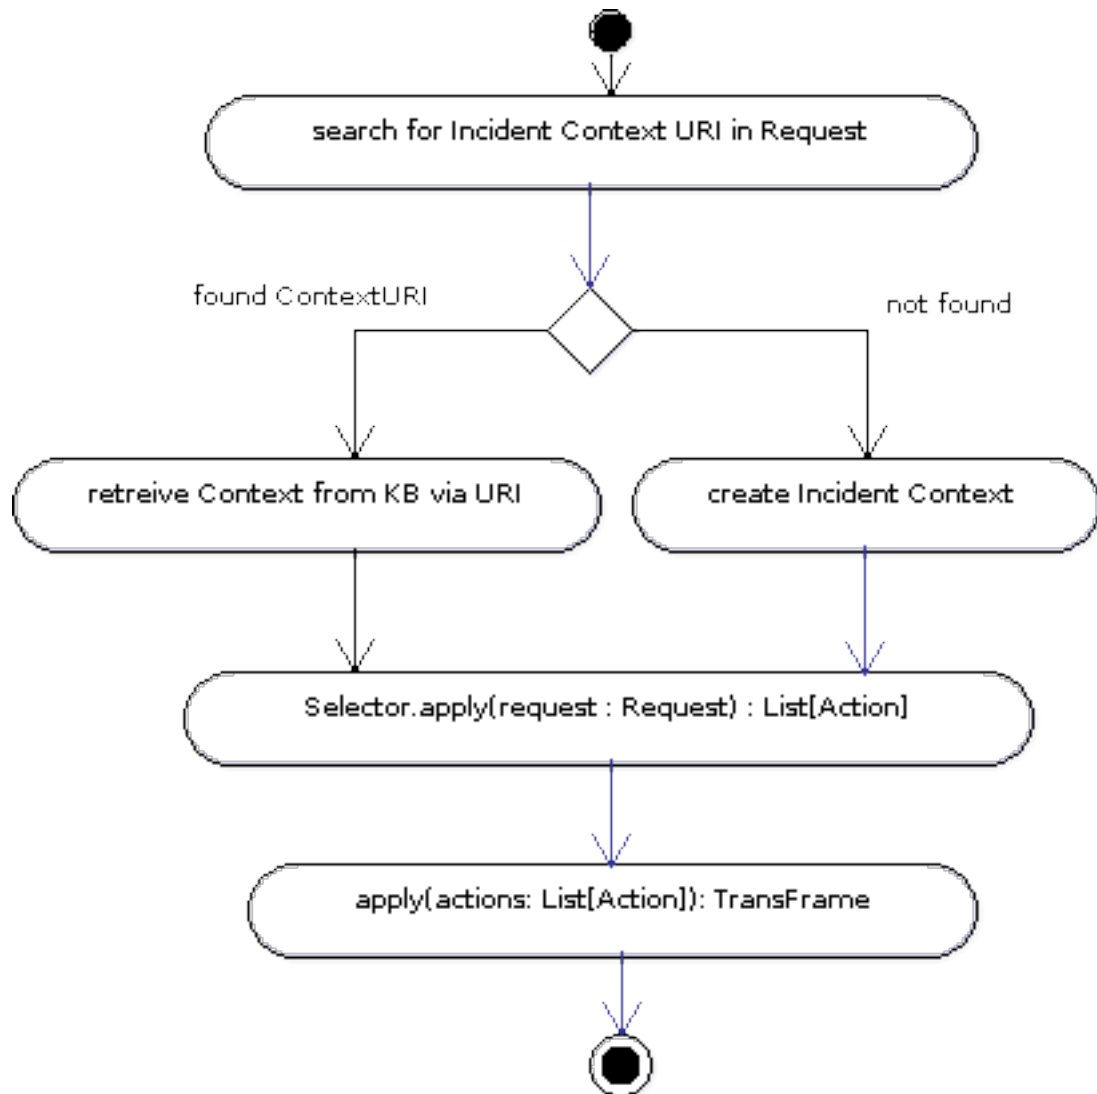 search for Incident Context URI in Request
found ContextURI
not found
retreive Context from KB via URI
create Incident Context
Selector.apply(request : Request) : List[Action]
apply(actions: List[Action]): TransFrame